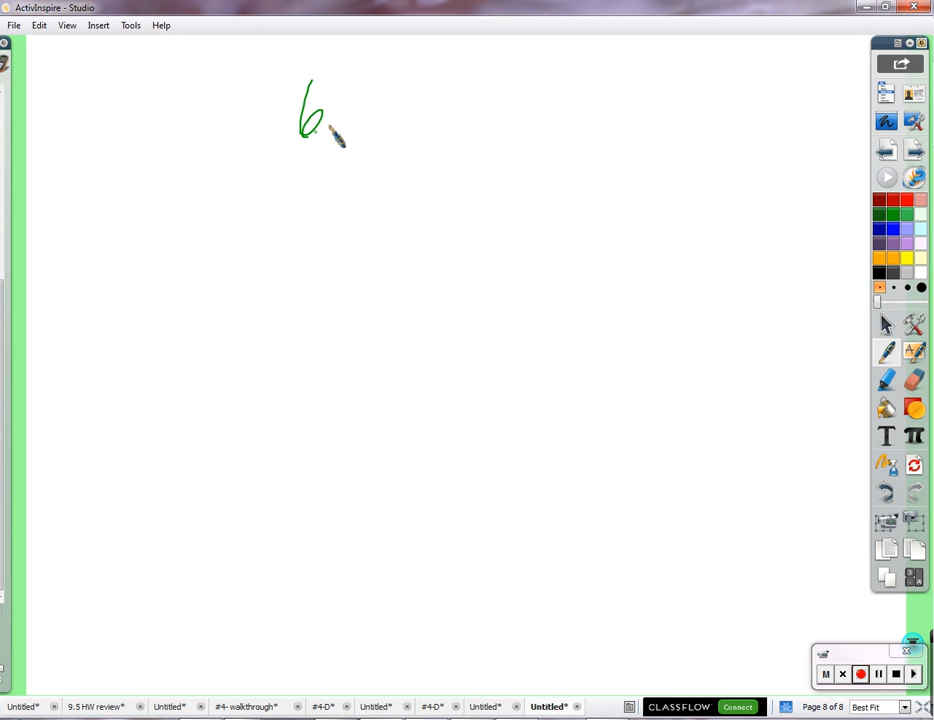 ActivInspire - Studio
File Edit View Insert Tools Help
6
Untitled* 9.5 HW review* Untitled* #4- walkthrough* #4-D* Untitled* #4-D* Untitled* Untitled* CLASSFLOW Connect Page 8 of 8 Best Fit
M